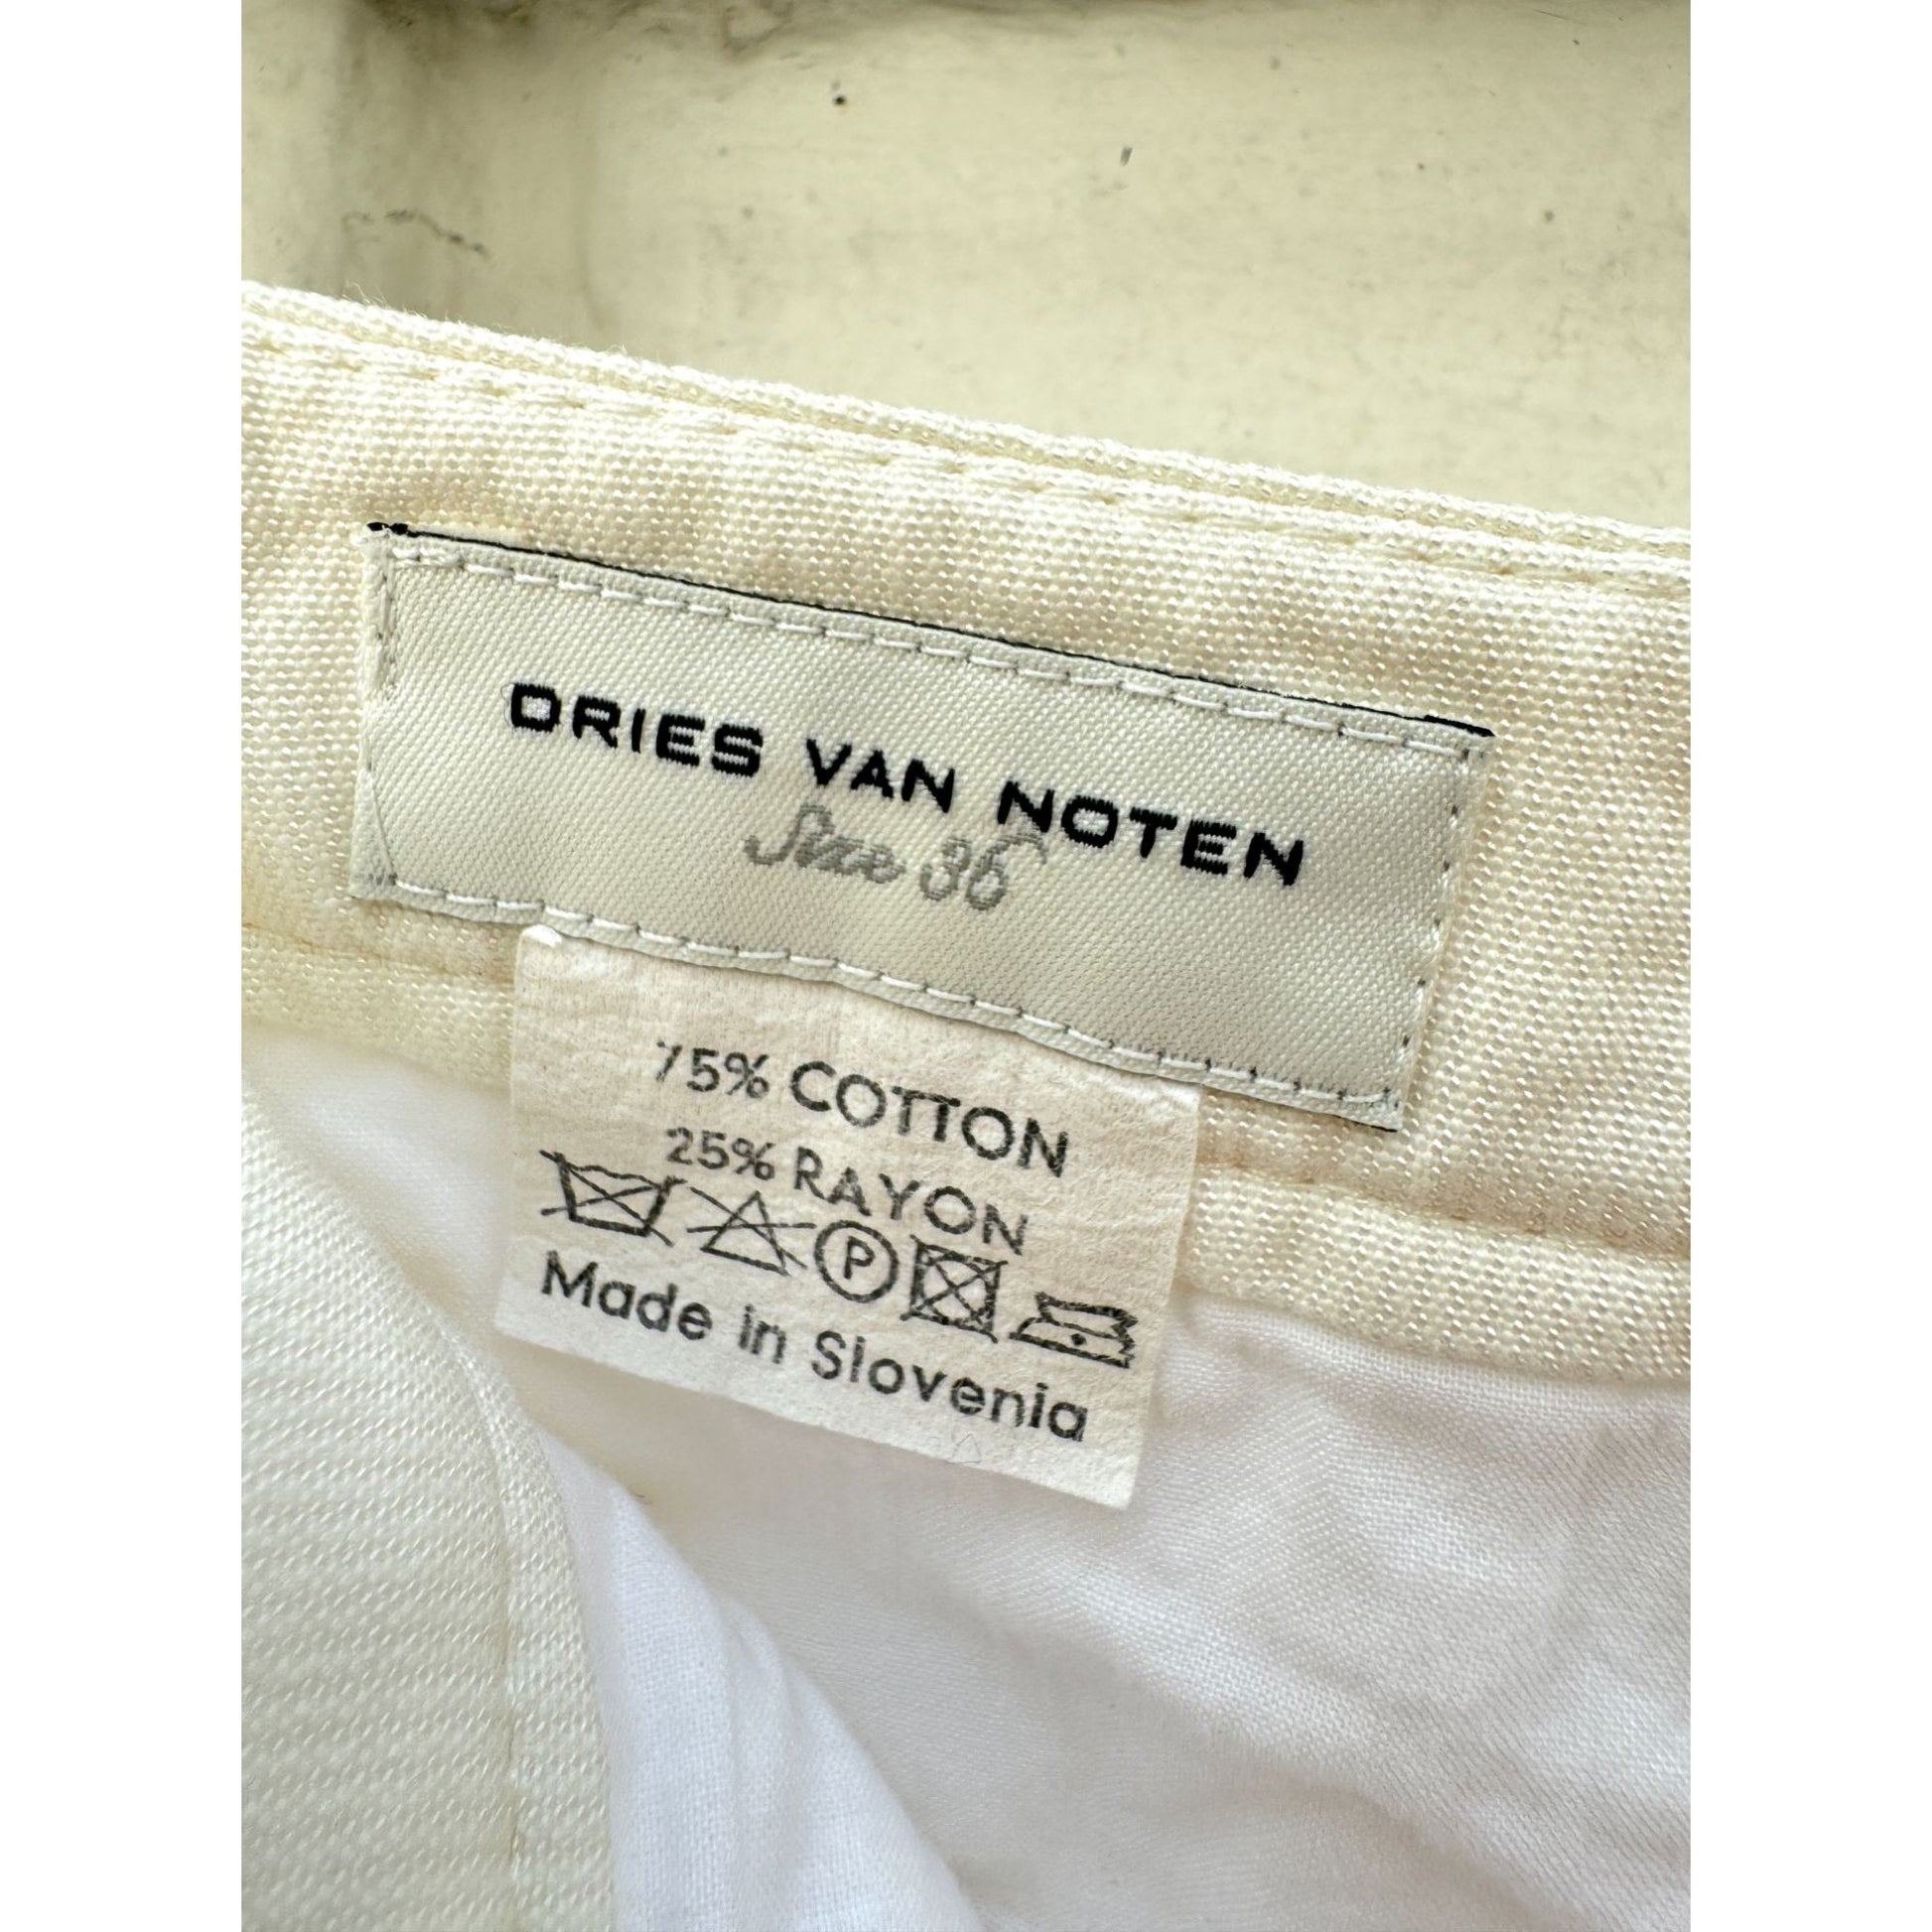 DRIES VAN NOTEN
Size 36
75% COTTON
25% RAYON
P
Made in Slovenia